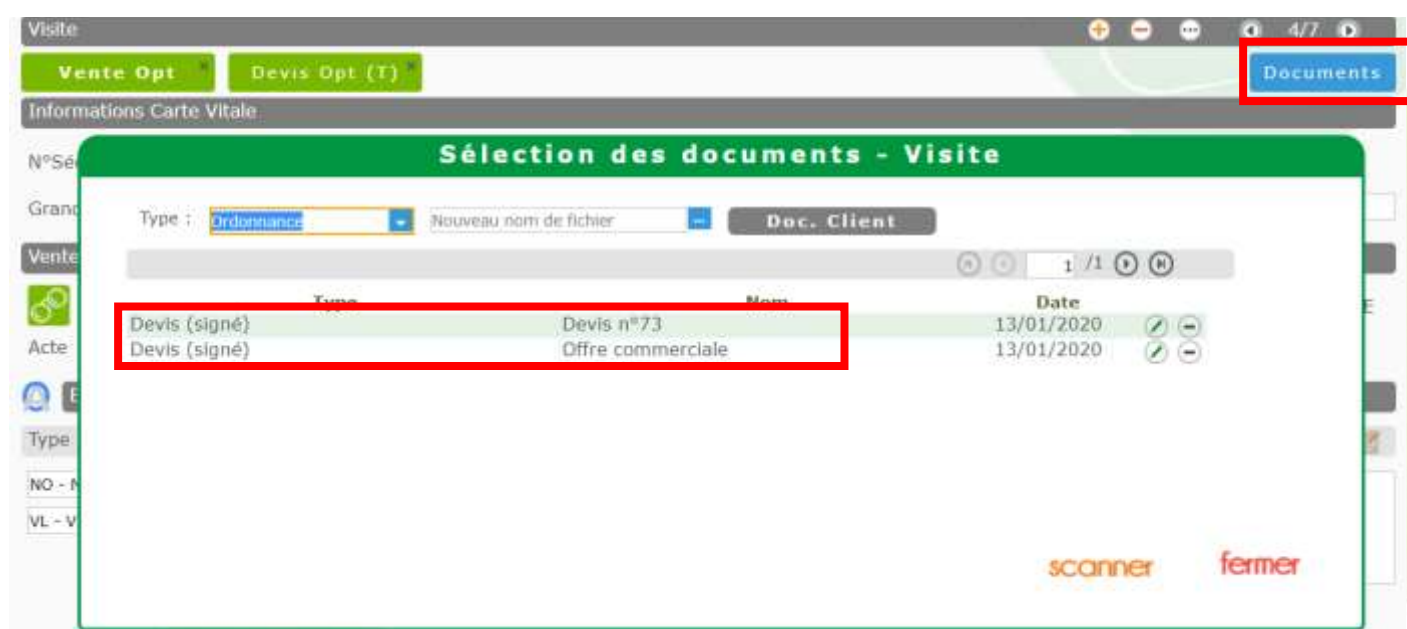 Visite
4/7
Vente Opt Devis Opt (T) Documents
Informations Carte Vitale
N°Sé
Sélection des documents - Visite
Grand
Type : Ordonnance Nouveau nom de fichier Doc. Client
Vente
1 /1
Type Nom Date
Devis (signé) Devis n°73 13/01/2020
Acte
Devis (signé) Offre commerciale 13/01/2020
Type
NO - N
VL - V
scanner fermer